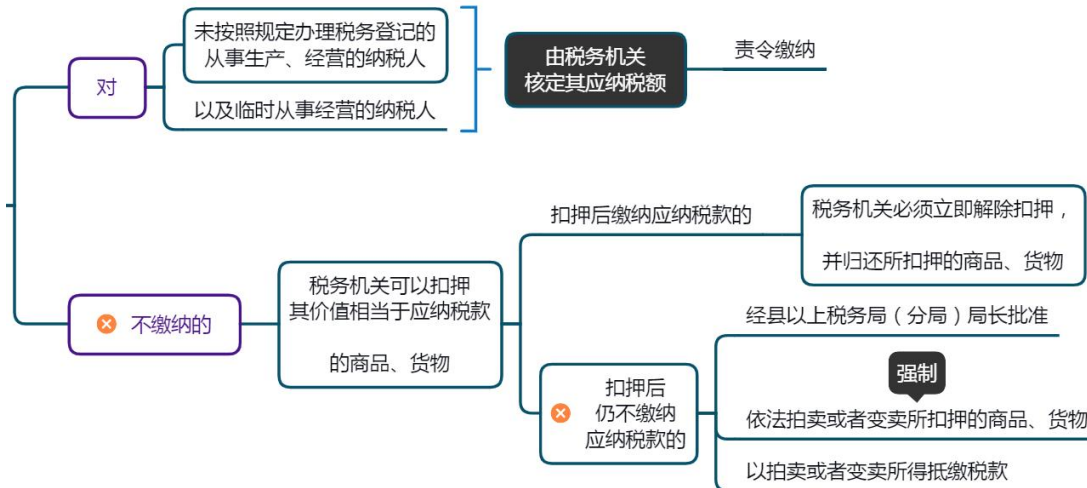 对
未按照规定办理税务登记的
从事生产、经营的纳税人
以及临时从事经营的纳税人
由税务机关
核定其应纳税额
责令缴纳
不缴纳的
税务机关可以扣押
其价值相当于应纳税款
的商品、货物
扣押后缴纳应纳税款的
税务机关必须立即解除扣押，
并归还所扣押的商品、货物
扣押后
仍不缴纳
应纳税款的
经县以上税务局（分局）局长批准
强制
依法拍卖或者变卖所扣押的商品、货物
以拍卖或者变卖所得抵缴税款